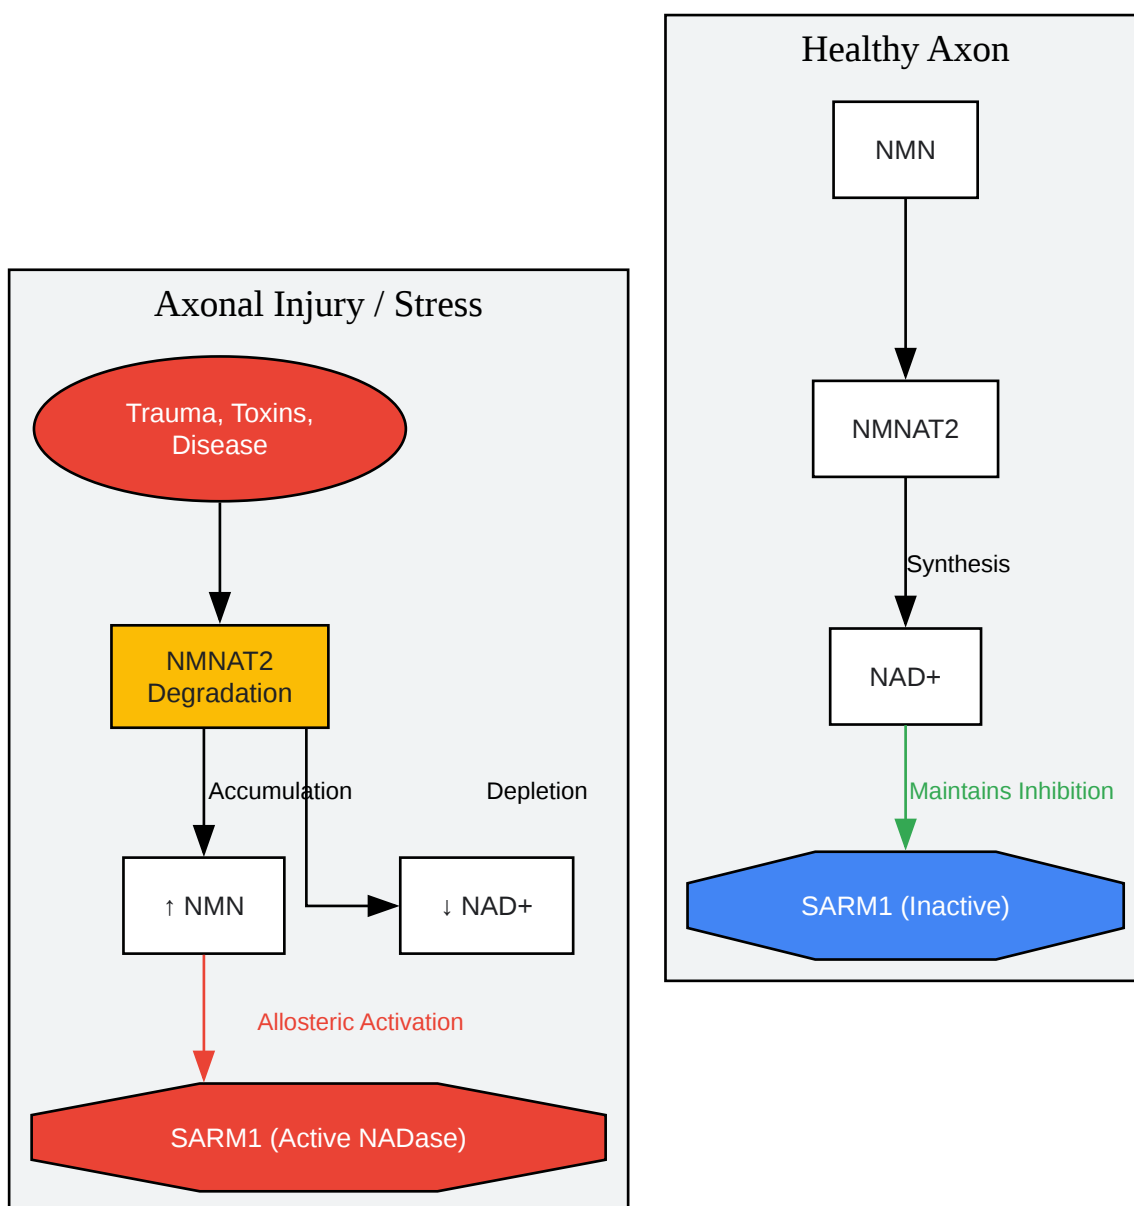 Axonal Injury / Stress
Trauma, Toxins,
Disease
NMNAT2
Degradation
Accumulation
Depletion
↑ NMN
↓ NAD+
Allosteric Activation
SARM1 (Active NADase)
Healthy Axon
NMN
NMNAT2
Synthesis
NAD+
Maintains Inhibition
SARM1 (Inactive)